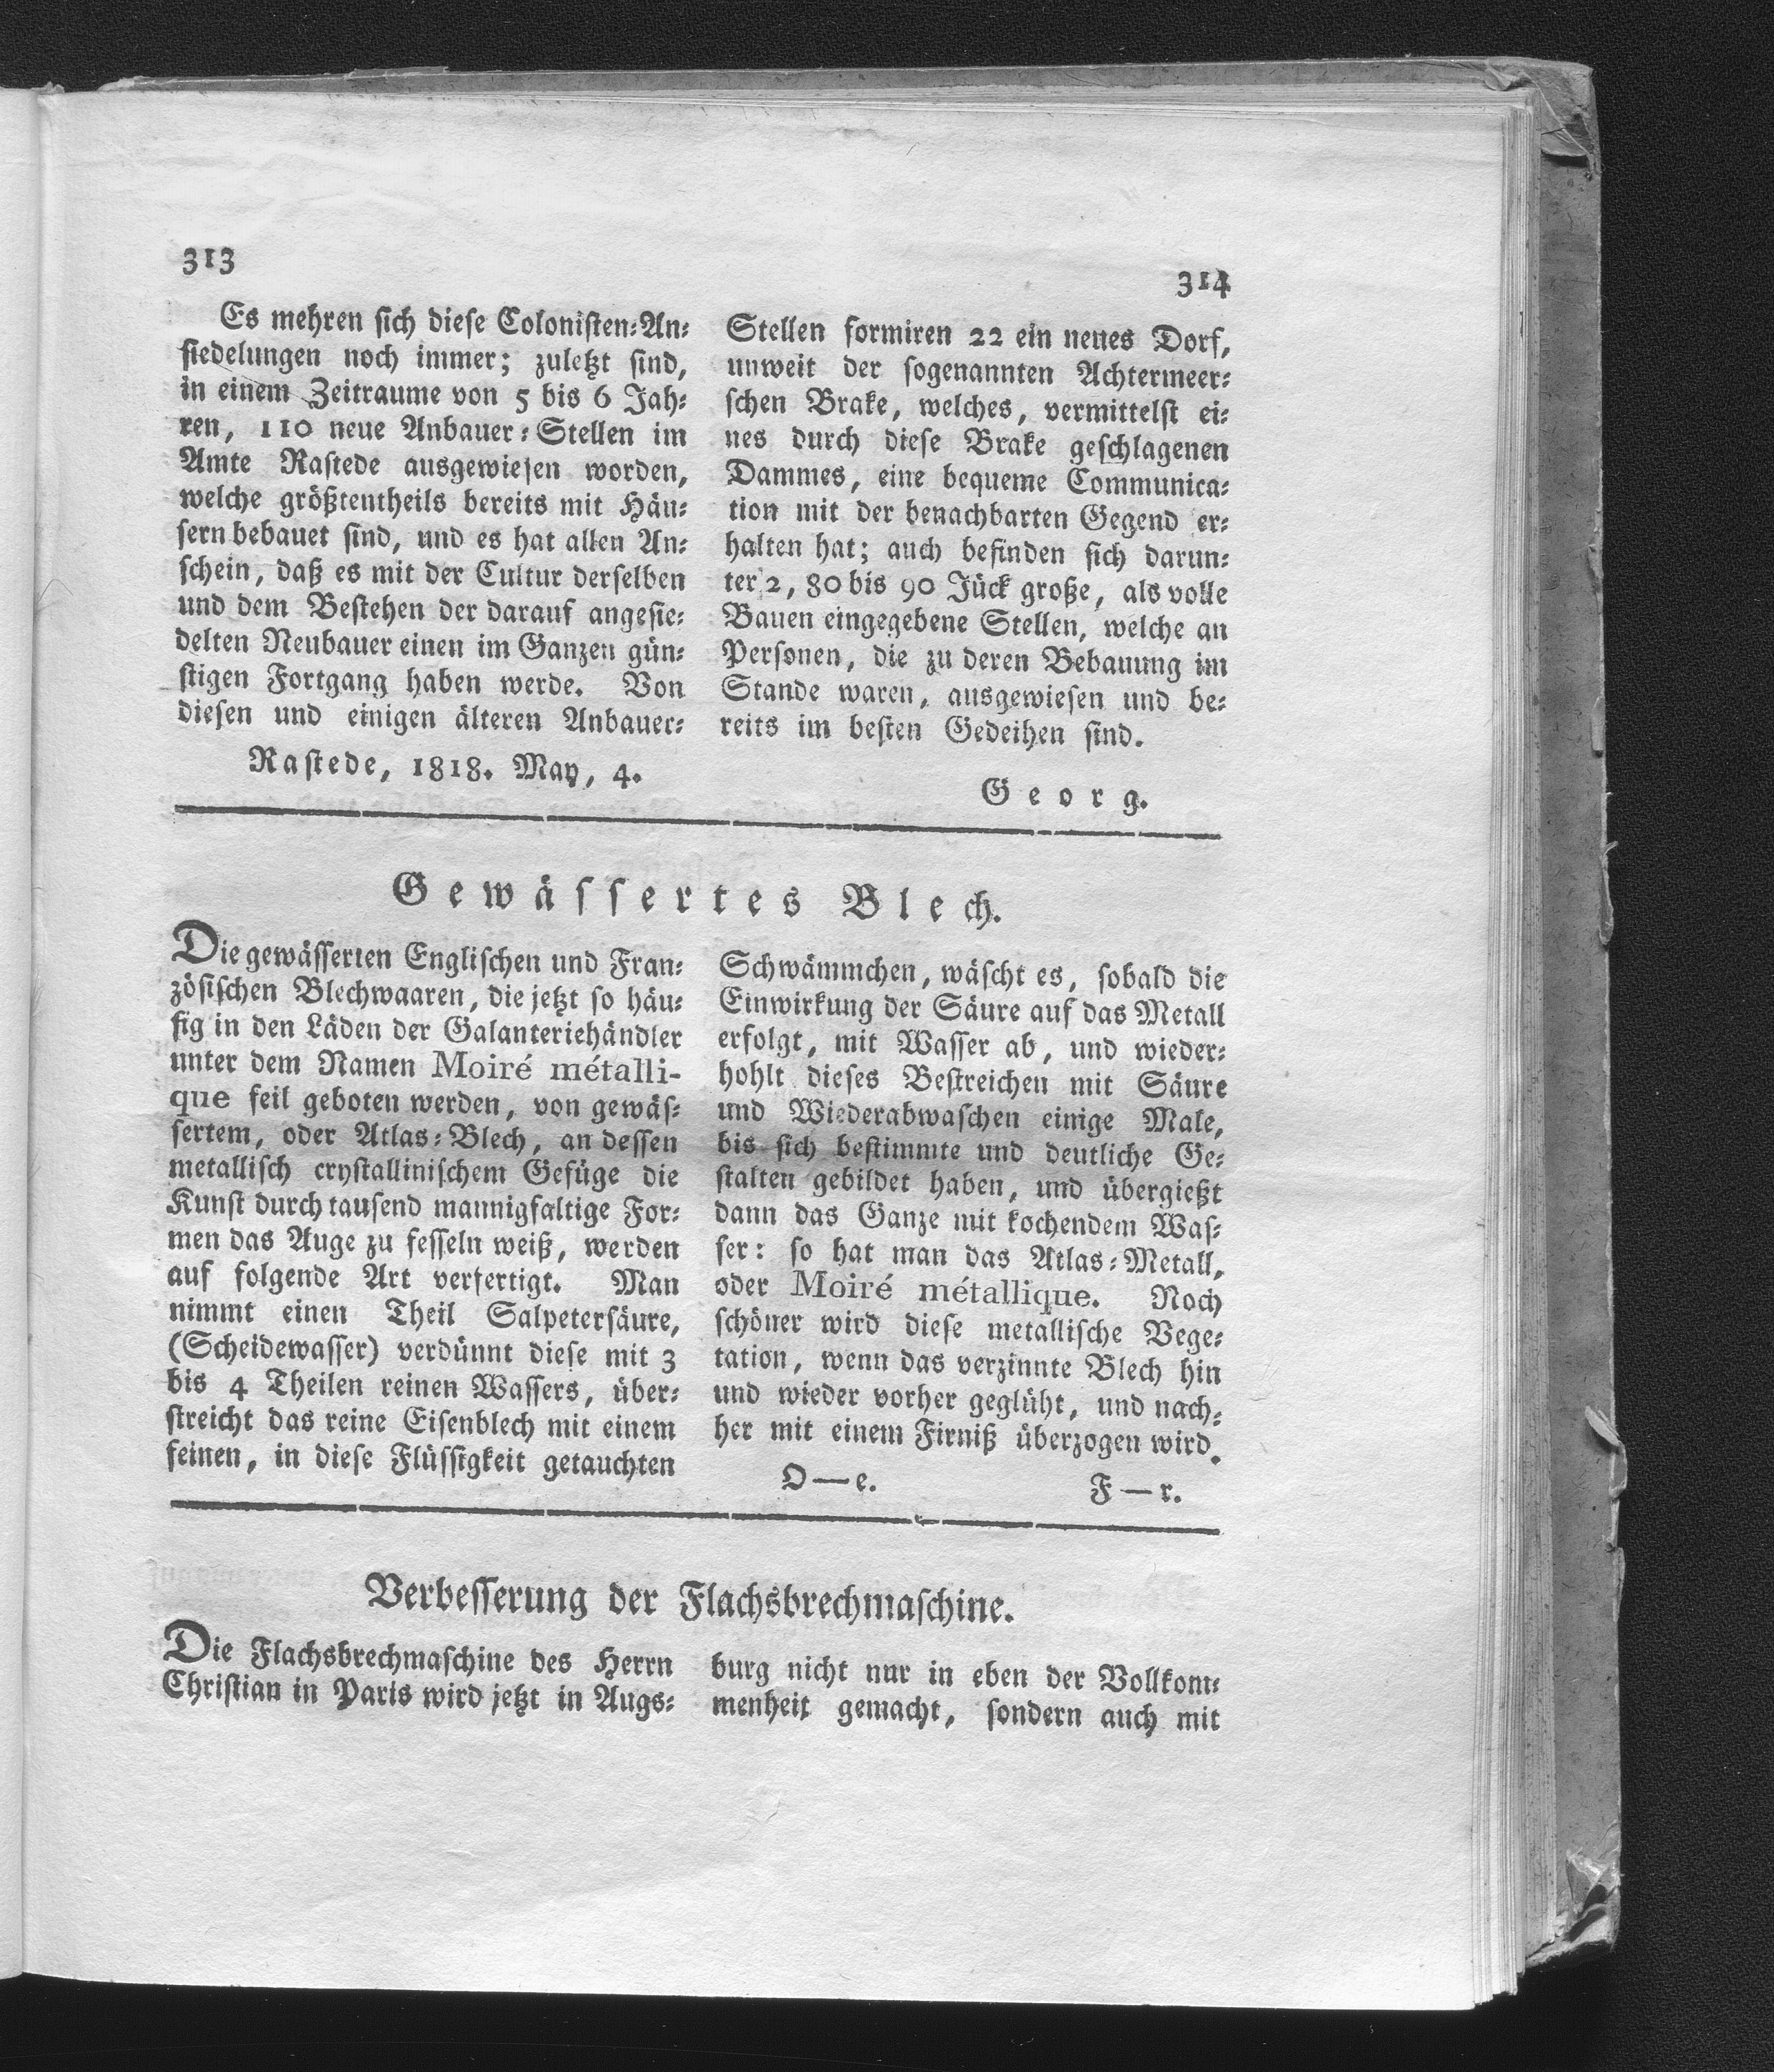 313
Es mehren sich diese Colonisten-An-
siedelungen noch immer; zuletzt sind,
in einem Zeitraume von 5 bis 6 Jah-
ren, 110 neue Anbauer-Stellen im
Amte Rastede ausgewiesen worden,
welche größtentheils bereits mit Häu-
sern bebauet sind, und es hat allen An-
schein, daß es mit der Cultur derselben
und dem Bestehen der darauf angesie-
delten Neubauer einen im Ganzen gün-
stigen Fortgang haben werde. Von
diesen und einigen älteren Anbauer-
314
Stellen formiren 22 ein neues Dorf,
unweit der sogenannten Achtermeer-
schen Brake, welches, vermittelst ei-
nes durch diese Brake geschlagenen
Dammes, eine bequeme Communica-
tion mit der benachbarten Gegend er-
halten hat; auch befinden sich darun-
ter 2, 80 bis 90 Jück große, als volle
Bauen eingegebene Stellen, welche an
Personen, die zu deren Bebauung im
Stande waren, ausgewiesen und be-
reits im besten Gedeihen sind.
Rastede, 1818. May, 4.
Georg.
Gewässertes Blech.
Die gewässerten Englischen und Fran-
zösischen Blechwaaren, die jetzt so häu-
fig in den Läden der Galanteriehändler
unter dem Namen Moiré métalli-
que feil geboten werden, von gewäs-
sertem, oder Atlas-Blech, an dessen
metallisch crystallinischem Gefüge die
Kunst durch tausend mannigfaltige For-
men das Auge zu fesseln weiß, werden
auf folgende Art verfertigt. Man
nimmt einen Theil Salpetersäure,
(Scheidewasser) verdünnt diese mit 3
bis 4 Theilen reinen Wassers, über-
streicht das reine Eisenblech mit einem
feinen, in diese Flüssigkeit getauchten
Schwämmchen, wäscht es, sobald die
Einwirkung der Säure auf das Metall
erfolgt, mit Wasser ab, und wieder-
hohlt dieses Bestreichen mit Säure
und Wiederabwaschen einige Male,
bis sich bestimmte und deutliche Ge-
stalten gebildet haben, und übergießt
dann das Ganze mit kochendem Was-
ser: so hat man das Atlas-Metall,
oder Moiré métallique. Noch
schöner wird diese metallische Vege-
tation, wenn das verzinnte Blech hin
und wieder vorher geglüht, und nach-
her mit einem Firniß überzogen wird.
O—e. F—r.
Verbesserung der Flachsbrechmaschine.
Die Flachsbrechmaschine des Herrn
Christian in Paris wird jetzt in Augs-
burg nicht nur in eben der Vollkom-
menheit gemacht, sondern auch mit